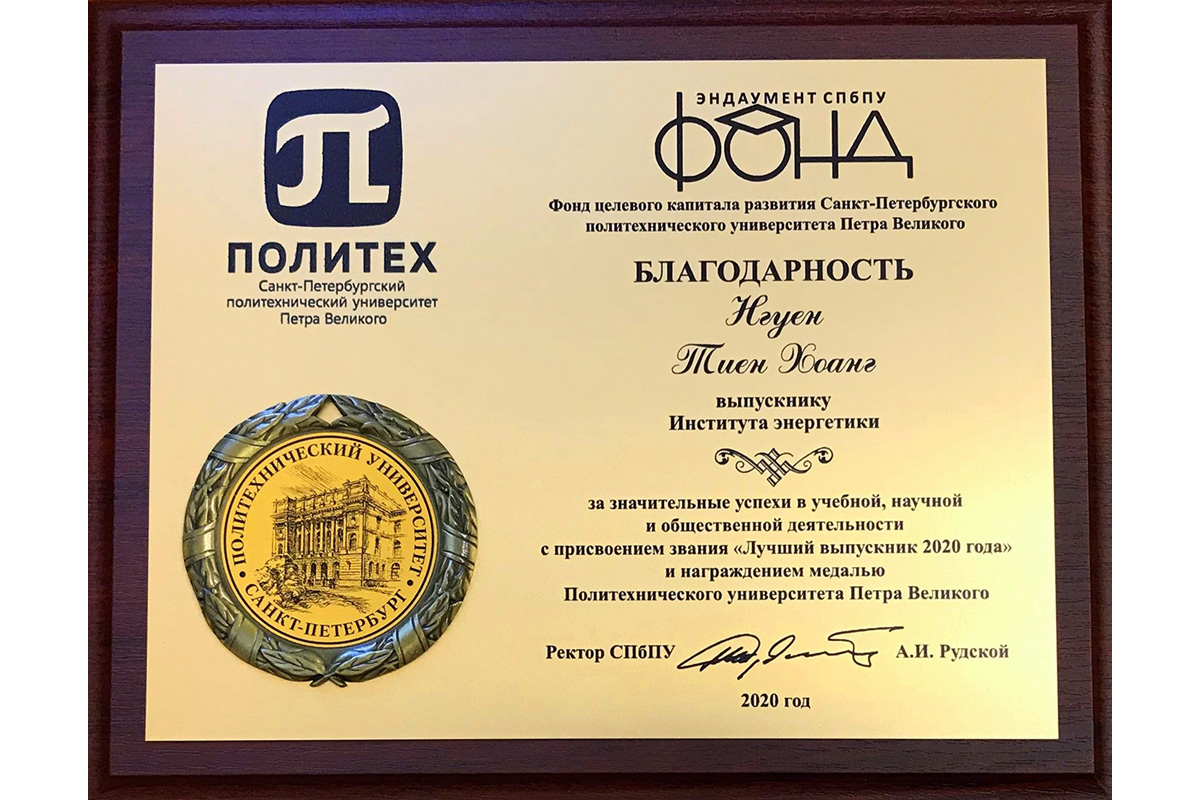 П
ПОЛИТЕХ
Санкт-Петербургский
политехнический университет
Петра Великого
ЭНДАУМЕНТ СПБПУ
ФОНД
Фонд целевого капитала развития Санкт-Петербургского
политехнического университета Петра Великого
БЛАГОДАРНОСТЬ
Нгуен
Тиен Хоанг
выпускнику
Института энергетики
за значительные успехи в учебной, научной
и общественной деятельности
с присвоением звания «Лучший выпускник 2020 года»
и награждением медалью
Политехнического университета Петра Великого
Ректор СПбПУ А.И. Рудской
2020 год
• ПОЛИТЕХНИЧЕСКИЙ УНИВЕРСИТЕТ •
САНКТ-ПЕТЕРБУРГ